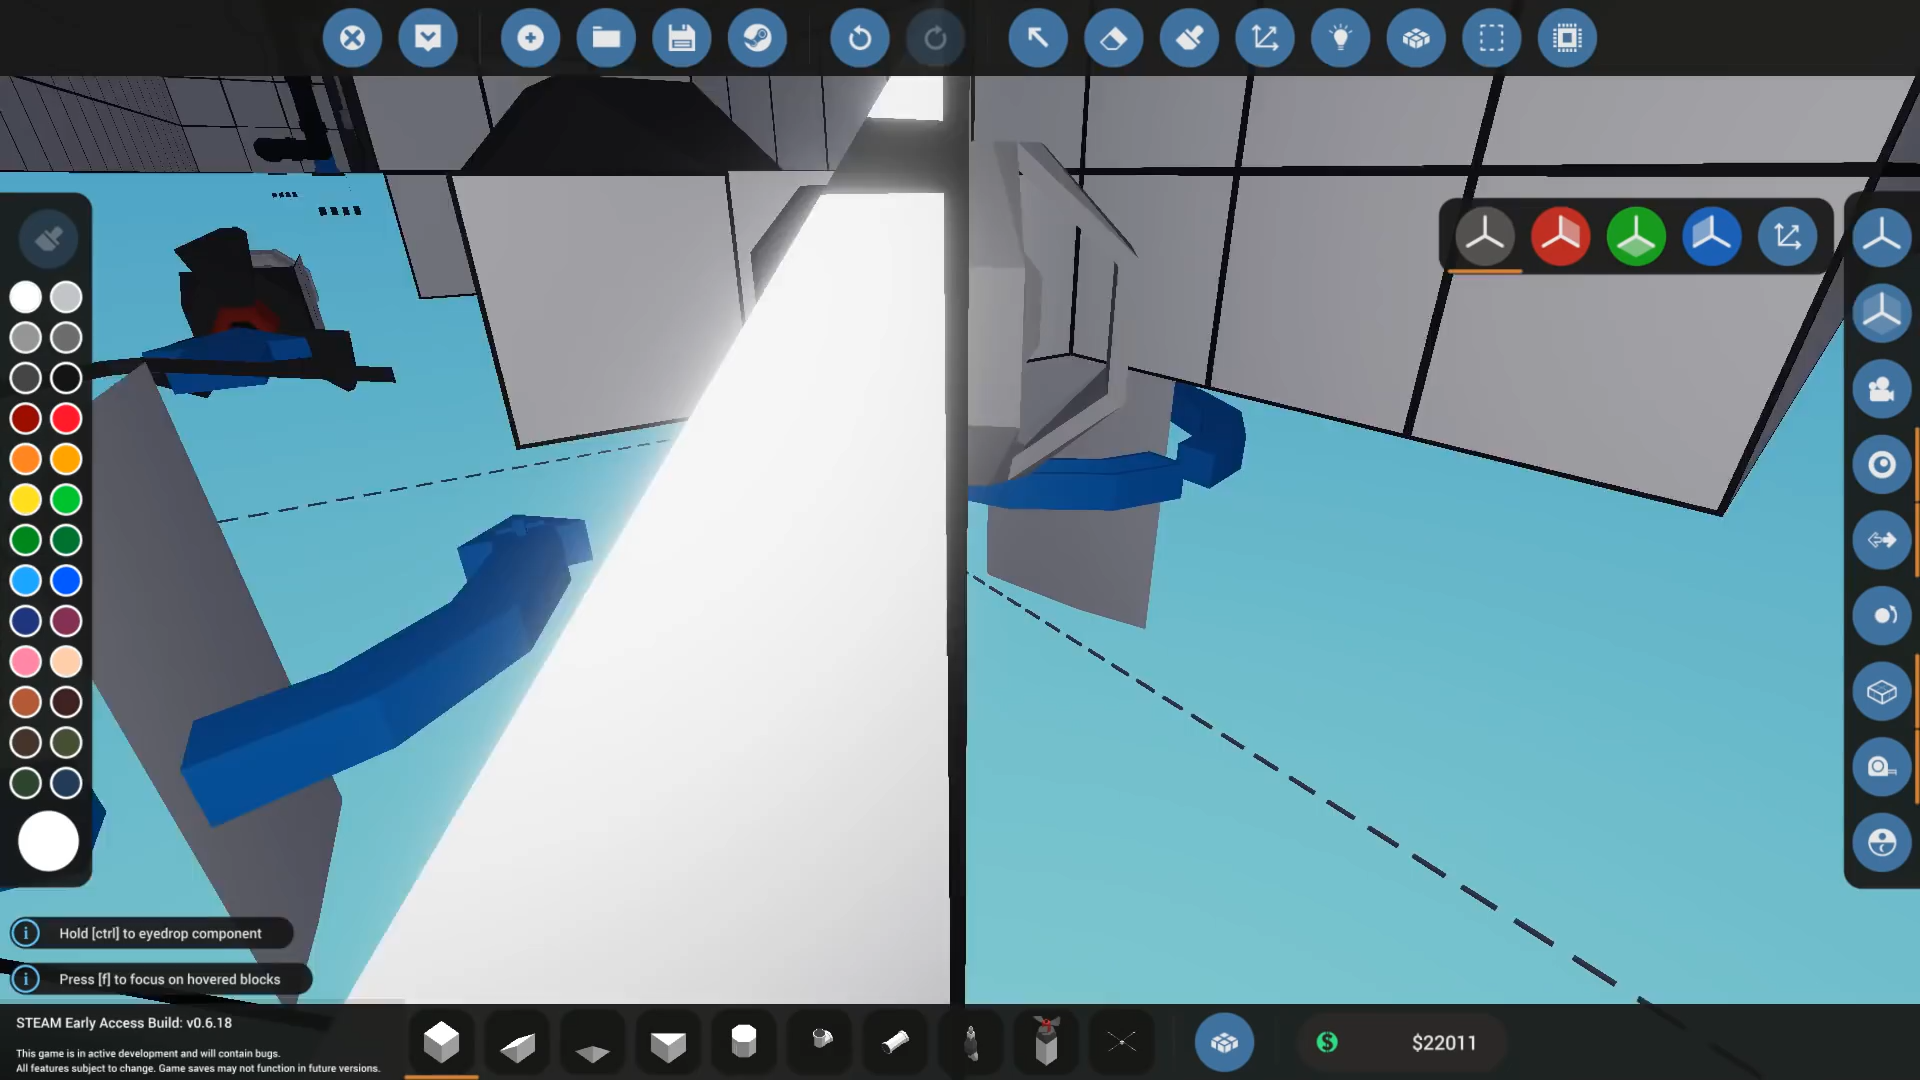 Hold [ctrl] to eyedrop component
Press [f] to focus on hovered blocks
STEAM Early Access Build: v0.6.18
This game is in active development and will contain bugs.
All features subject to change. Game saves may not function in future versions.
$22011